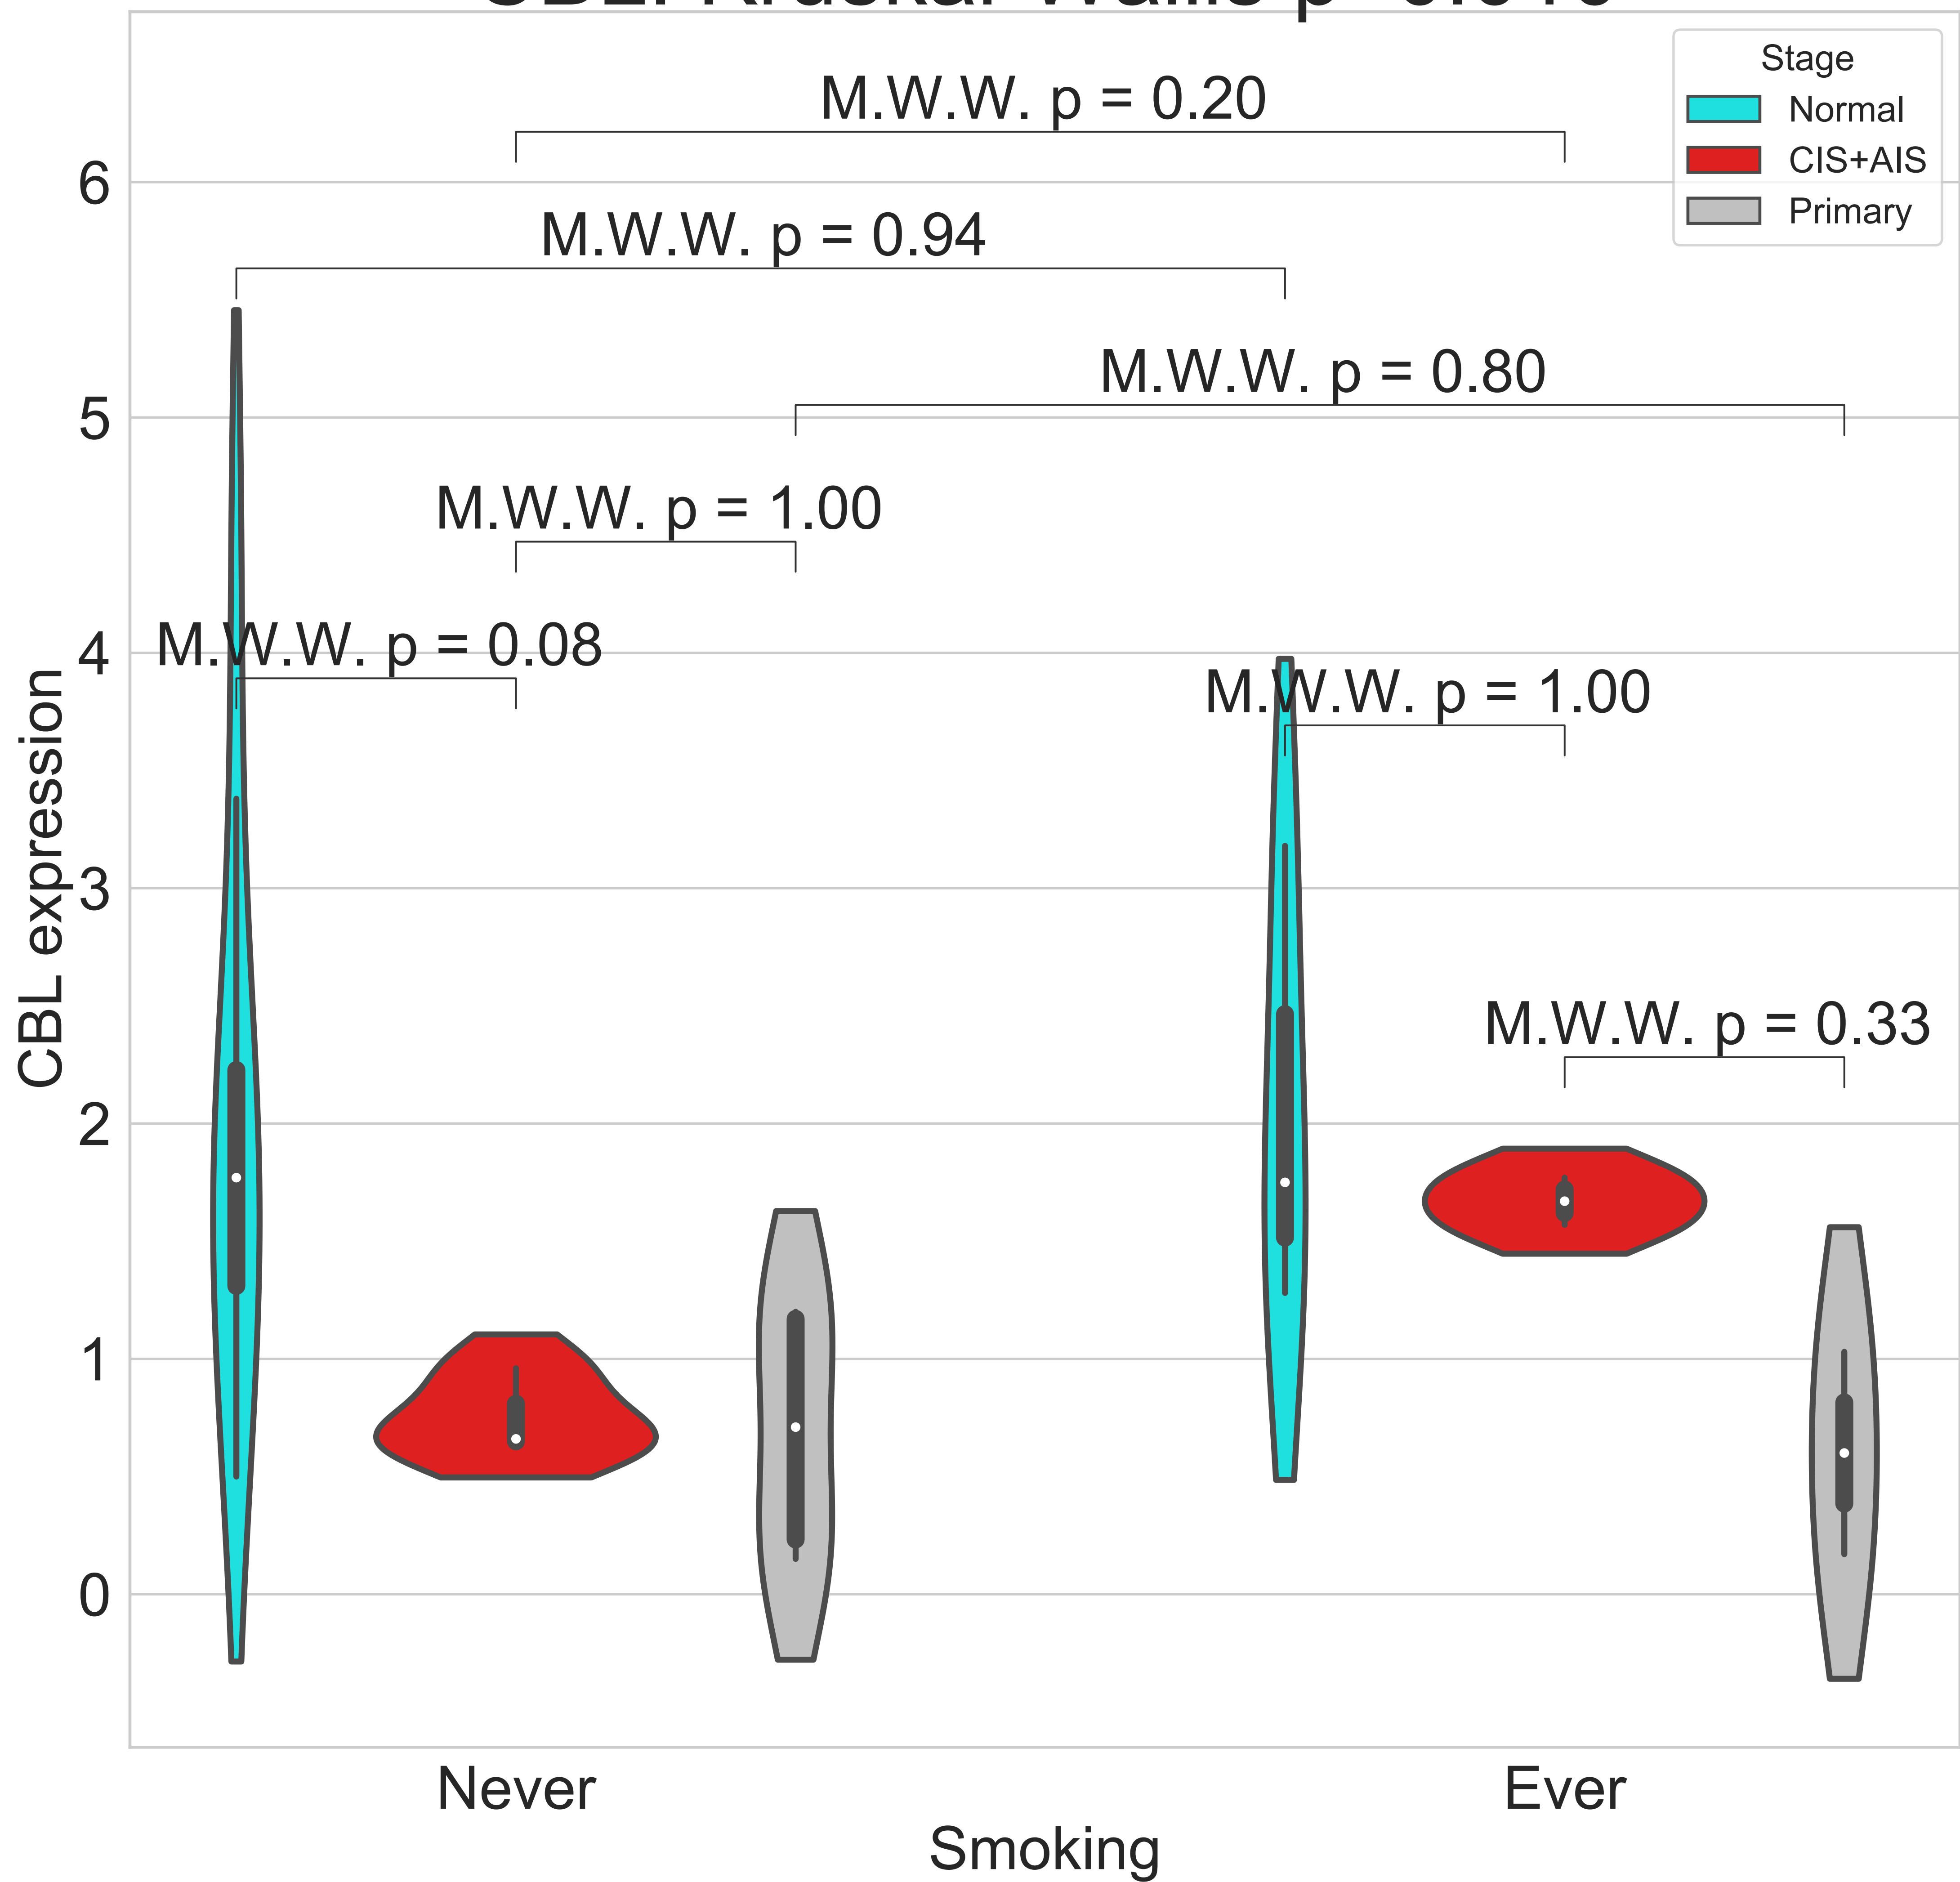 Stage
Normal
CIS+AIS
Primary
M.W.W. p = 0.20
M.W.W. p = 0.94
M.W.W. p = 0.80
M.W.W. p = 1.00
M.W.W. p = 0.08
M.W.W. p = 1.00
M.W.W. p = 0.33
6
5
4
3
2
1
0
CBL expression
Never
Ever
Smoking